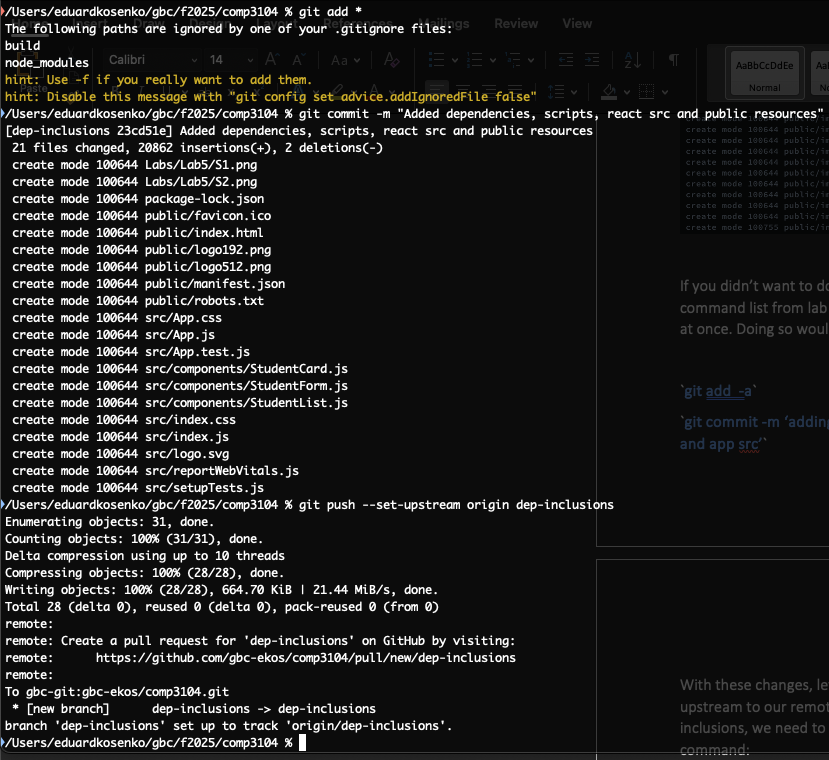 /Users/eduardkosenko/gbc/f2025/comp3104 % git add *
The following paths are ignored by one of your .gitignore files:
build
node_modules
hint: Use -f if you really want to add them.
hint: Disable this message with "git config set advice.addIgnoredFile false"
/Users/eduardkosenko/gbc/f2025/comp3104 % git commit -m "Added dependencies, scripts, react src and public resources"
[dep-inclusions 23cd51e] Added dependencies, scripts, react src and public resources
21 files changed, 20862 insertions(+), 2 deletions(-)
create mode 100644 Labs/Lab5/S1.png
create mode 100644 Labs/Lab5/S2.png
create mode 100644 package-lock.json
create mode 100644 public/favicon.ico
create mode 100644 public/index.html
create mode 100644 public/logo192.png
create mode 100644 public/logo512.png
create mode 100644 public/manifest.json
create mode 100644 public/robots.txt
create mode 100644 src/App.css
create mode 100644 src/App.js
create mode 100644 src/App.test.js
create mode 100644 src/components/StudentCard.js
create mode 100644 src/components/StudentForm.js
create mode 100644 src/components/StudentList.js
create mode 100644 src/index.css
create mode 100644 src/index.js
create mode 100644 src/logo.svg
create mode 100644 src/reportWebVitals.js
create mode 100644 src/setupTests.js
/Users/eduardkosenko/gbc/f2025/comp3104 % git push --set-upstream origin dep-inclusions
Enumerating objects: 31, done.
Counting objects: 100% (31/31), done.
Delta compression using up to 10 threads
Compressing objects: 100% (28/28), done.
Writing objects: 100% (28/28), 664.70 KiB | 21.44 MiB/s, done.
Total 28 (delta 0), reused 0 (delta 0), pack-reused 0 (from 0)
remote:
remote: Create a pull request for 'dep-inclusions' on GitHub by visiting:
remote:      https://github.com/gbc-ekos/comp3104/pull/new/dep-inclusions
remote:
To gbc-git:gbc-ekos/comp3104.git
* [new branch]      dep-inclusions -> dep-inclusions
branch 'dep-inclusions' set up to track 'origin/dep-inclusions'.
/Users/eduardkosenko/gbc/f2025/comp3104 %
Home Insert Draw Design Layout References Mailings Review View
Calibri 14
Paste
AaBbCcDdEe
Normal
If you didn't want to do
command list from lab
at once. Doing so woul
`git add -a`
`git commit -m 'adding
and app src'`
With these changes, le
upstream to our remot
inclusions, we need to
command: